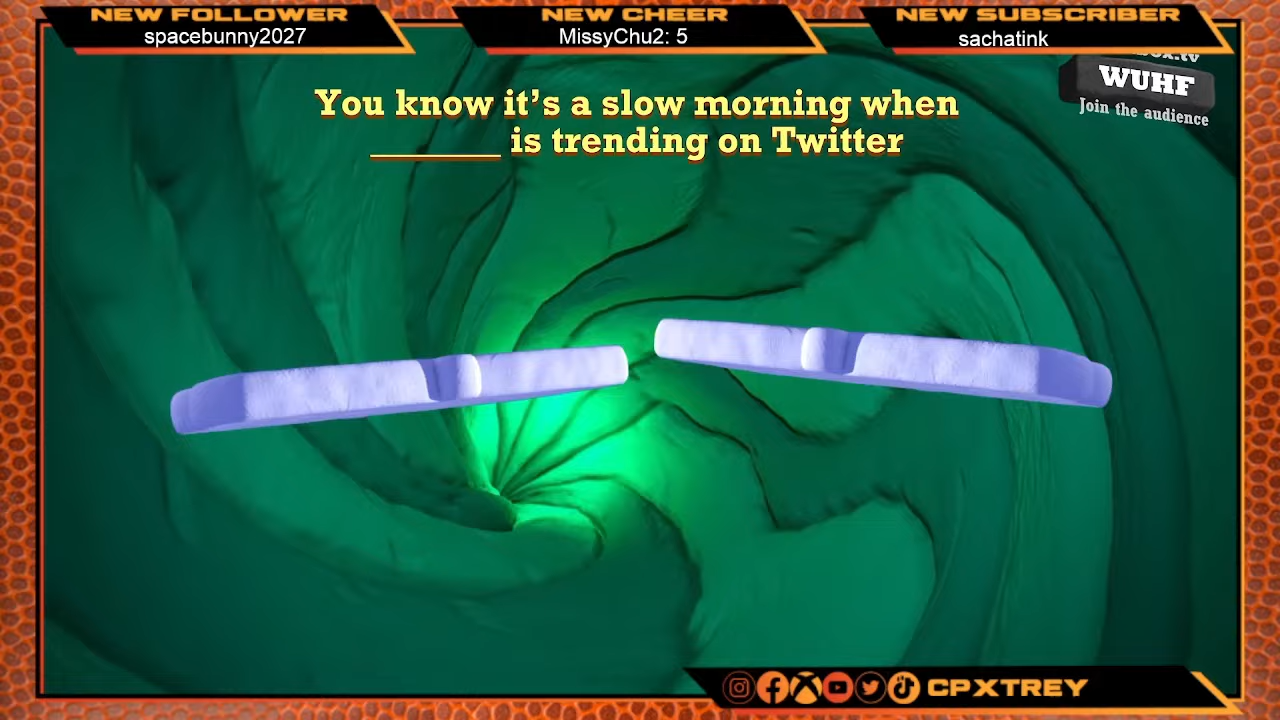 NEW FOLLOWER
spacebunny2027
NEW CHEER
MissyChu2: 5
NEW SUBSCRIBER
sachatink
WUHF
Join the audience
You know it's a slow morning when
_______ is trending on Twitter
CPXTREY